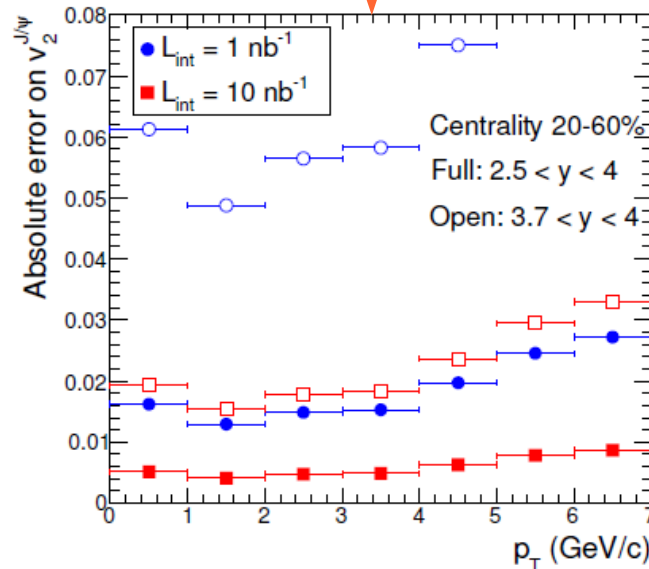 Absolute error on v₂^{J/ψ}
0.08
0.07
0.06
0.05
0.04
0.03
0.02
0.01
0
L_int = 1 nb⁻¹
L_int = 10 nb⁻¹
Centrality 20-60%
Full: 2.5 < y < 4
Open: 3.7 < y < 4
0 1 2 3 4 5 6 7
p_T (GeV/c)